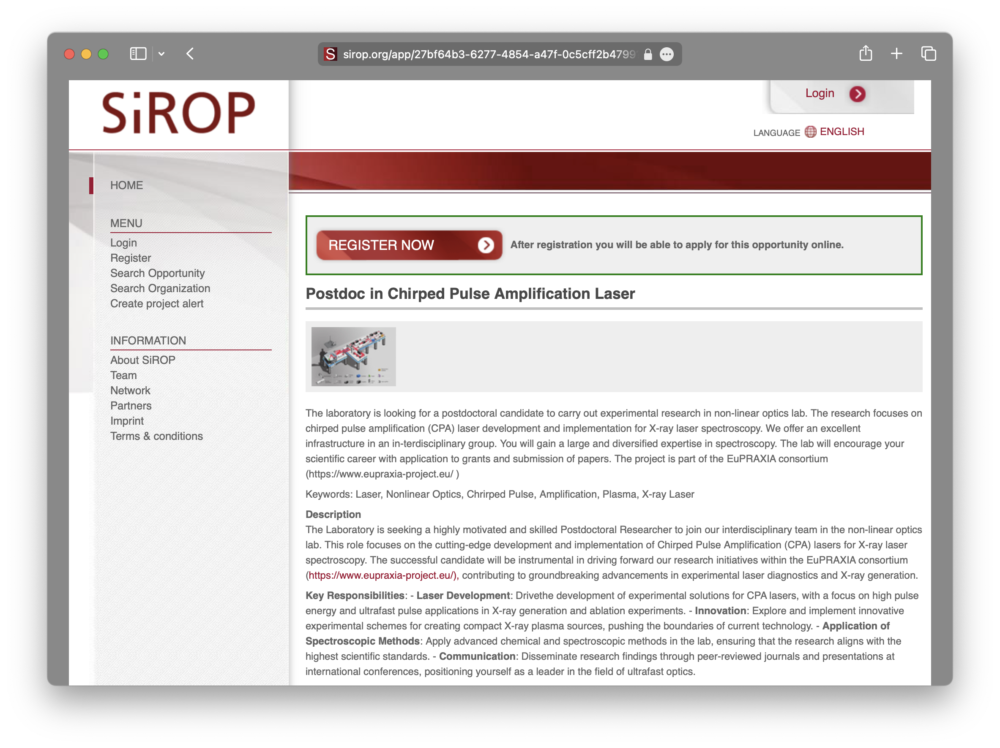 S sirop.org/app/27bf64b3-6277-4854-a47f-0c5cff2b4799
SiROP
Login
LANGUAGE ENGLISH
HOME
MENU
Login
Register
Search Opportunity
Search Organization
Create project alert
INFORMATION
About SiROP
Team
Network
Partners
Imprint
Terms & conditions
REGISTER NOW
After registration you will be able to apply for this opportunity online.
Postdoc in Chirped Pulse Amplification Laser
The laboratory is looking for a postdoctoral candidate to carry out experimental research in non-linear optics lab. The research focuses on
chirped pulse amplification (CPA) laser development and implementation for X-ray laser spectroscopy. We offer an excellent
infrastructure in an in-terdisciplinary group. You will gain a large and diversified expertise in spectroscopy. The lab will encourage your
scientific career with application to grants and submission of papers. The project is part of the EuPRAXIA consortium
(https://www.eupraxia-project.eu/ )
Keywords: Laser, Nonlinear Optics, Chrirped Pulse, Amplification, Plasma, X-ray Laser
Description
The Laboratory is seeking a highly motivated and skilled Postdoctoral Researcher to join our interdisciplinary team in the non-linear optics
lab. This role focuses on the cutting-edge development and implementation of Chirped Pulse Amplification (CPA) lasers for X-ray laser
spectroscopy. The successful candidate will be instrumental in driving forward our research initiatives within the EuPRAXIA consortium
(https://www.eupraxia-project.eu/), contributing to groundbreaking advancements in experimental laser diagnostics and X-ray generation.
Key Responsibilities: - Laser Development: Drivethe development of experimental solutions for CPA lasers, with a focus on high pulse
energy and ultrafast pulse applications in X-ray generation and ablation experiments. - Innovation: Explore and implement innovative
experimental schemes for creating compact X-ray plasma sources, pushing the boundaries of current technology. - Application of
Spectroscopic Methods: Apply advanced chemical and spectroscopic methods in the lab, ensuring that the research aligns with the
highest scientific standards. - Communication: Disseminate research findings through peer-reviewed journals and presentations at
international conferences, positioning yourself as a leader in the field of ultrafast optics.